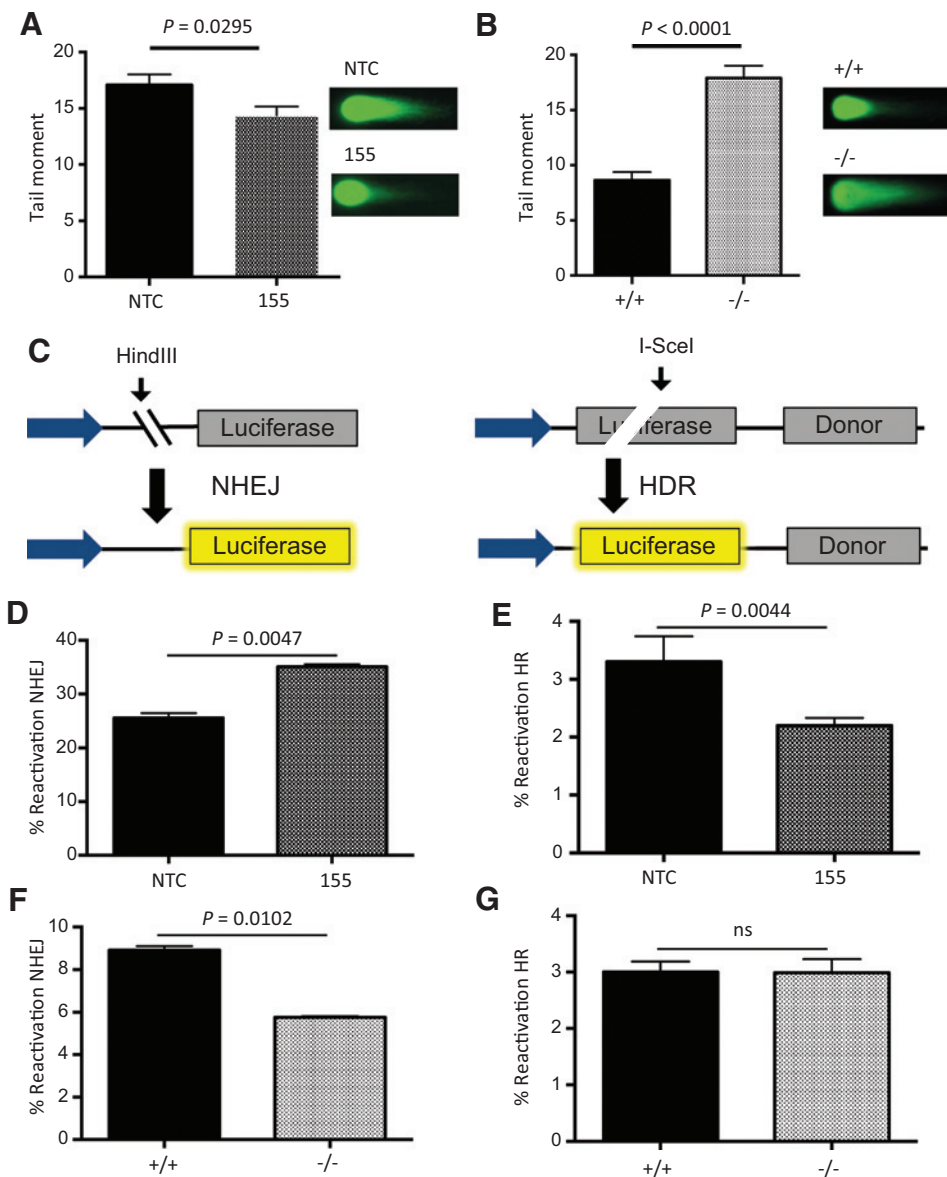 A
P = 0.0295
Tail moment
20
15
10
5
0
NTC
155
NTC
155
B
P < 0.0001
Tail moment
20
15
10
5
0
+/+
-/-
+/+
-/-
C
HindIII
Luciferase
NHEJ
Luciferase
I-SceI
Luciferase
Donor
HDR
Luciferase
Donor
D
P = 0.0047
% Reactivation NHEJ
40
30
20
10
0
NTC
155
E
P = 0.0044
% Reactivation HR
4
3
2
1
0
NTC
155
F
P = 0.0102
% Reactivation NHEJ
10
8
6
4
2
0
+/+
-/-
G
ns
% Reactivation HR
4
3
2
1
0
+/+
-/-